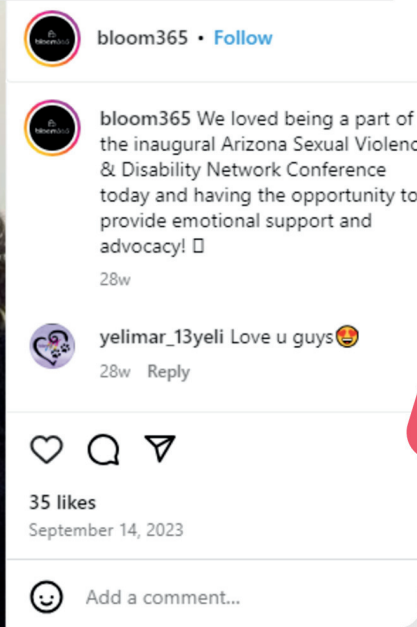 bloom365 • Follow
bloom365 We loved being a part of
the inaugural Arizona Sexual Violenc
& Disability Network Conference
today and having the opportunity to
provide emotional support and
advocacy!
28w
yelimar_13yeli Love u guys😍
28w Reply
35 likes
September 14, 2023
Add a comment...